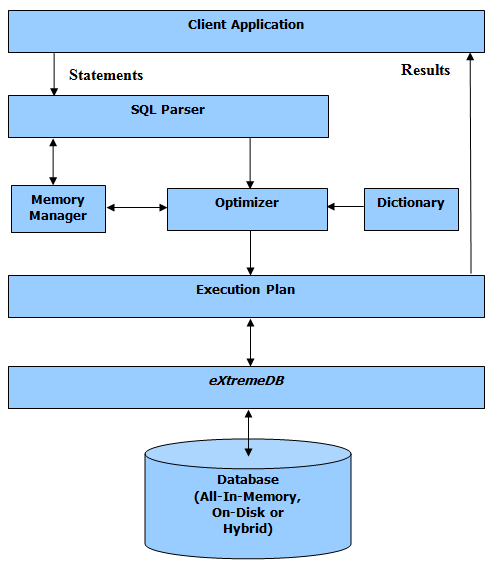 Client Application
Statements
Results
SQL Parser
Memory
Manager
Optimizer
Dictionary
Execution Plan
eXtremeDB
Database
(All-In-Memory,
On-Disk or
Hybrid)